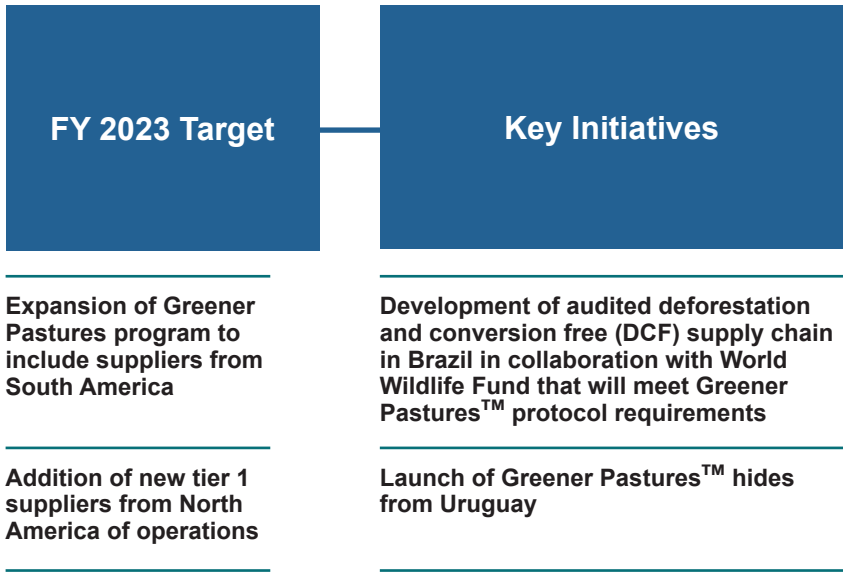 FY 2023 Target
Key Initiatives
Expansion of Greener
Pastures program to
include suppliers from
South America
Development of audited deforestation
and conversion free (DCF) supply chain
in Brazil in collaboration with World
Wildlife Fund that will meet Greener
Pastures™ protocol requirements
Addition of new tier 1
suppliers from North
America of operations
Launch of Greener Pastures™ hides
from Uruguay